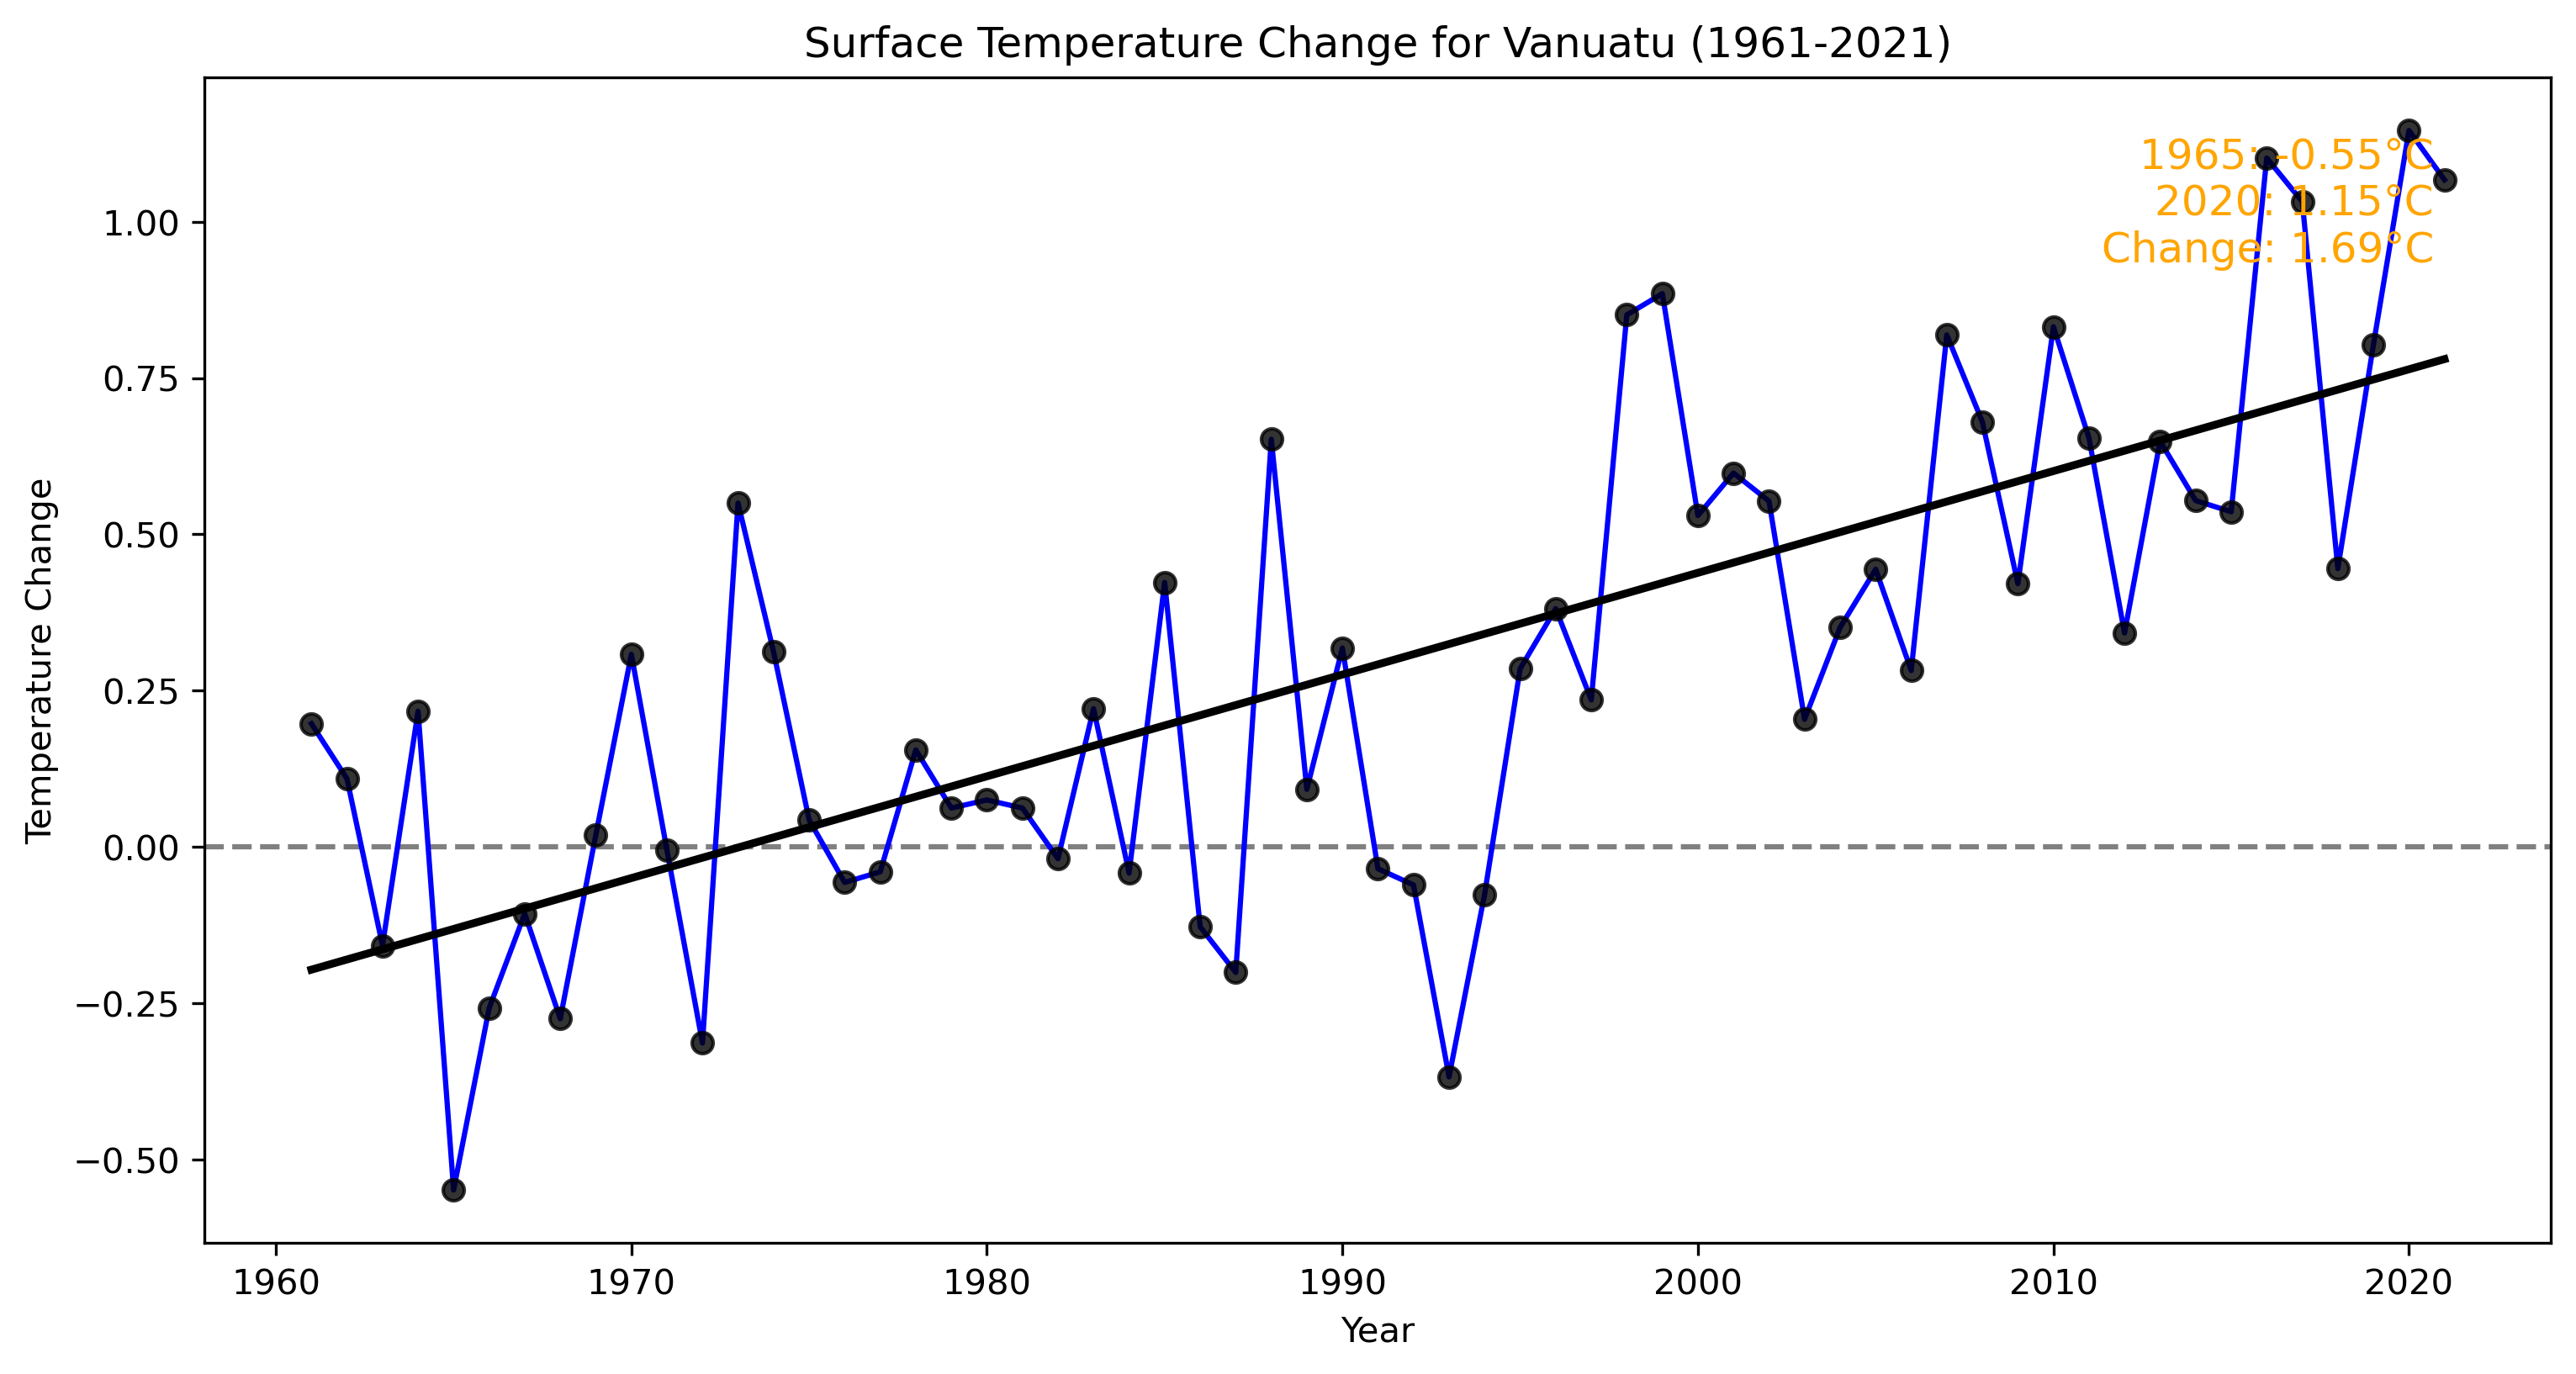 Surface Temperature Change for Vanuatu (1961-2021)
1965: -0.55°C
2020: 1.15°C
Change: 1.69°C
Temperature Change
1.00
0.75
0.50
0.25
0.00
−0.25
−0.50
1960 1970 1980 1990 2000 2010 2020
Year